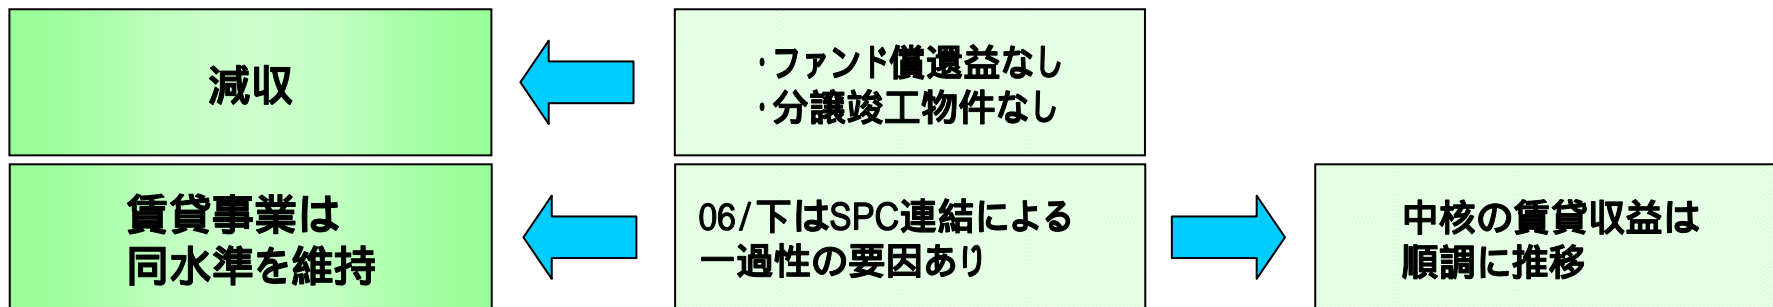 減収
･ファンド償還益なし
･分譲竣工物件なし
賃貸事業は
同水準を維持
06/下はSPC連結による
一過性の要因あり
中核の賃貸収益は
順調に推移